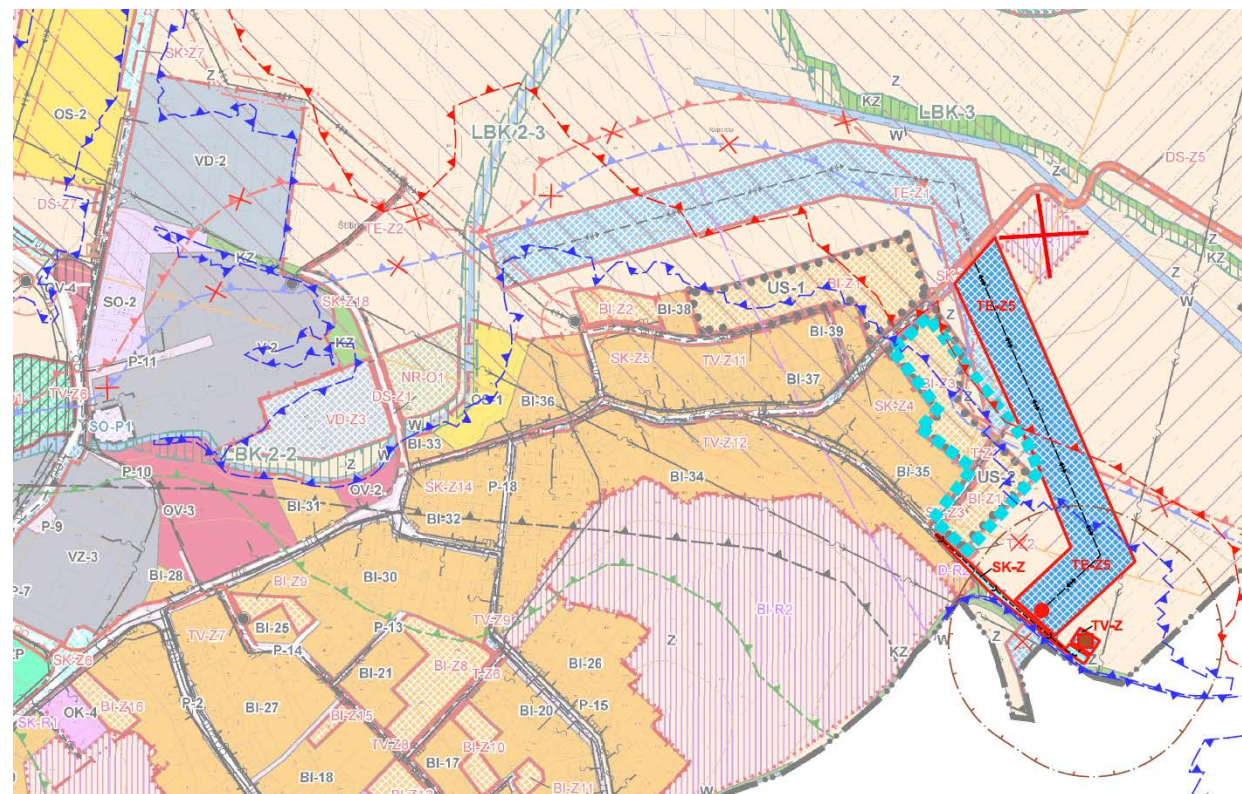 SK-Z7
Z
Z
OS-2
KZ
LBK 3
W
VD-2
LBK 2-3
Z
DS-Z5
DS-Z7
TE-Z1
TE-Z2
Z
KZ
KZ
OV-4
SO-2
SK-Z18
US-1
BI-Z1
TE-Z5
W
BI-Z2
BI-38
Z
V-2
KZ
BI-39
P-11
SK-Z5
TV-Z11
TV-Z6
NR-O1
BI-37
BI-Z3
DS-Z1
SK-Z4
SO-P1
VD-Z3
BI-36
W
BI-33
TV-Z12
LBK 2-2
Z
W
P-10
BI-35
US-2
BI-34
OV-2
P-18
SK-Z14
OV-3
BI-31
SK-Z3
P-9
BI-32
VZ-3
TE-Z5
BI-28
BI-30
SK-Z
P-7
BI-Z9
BI-R2
TV-Z9
TV-Z
P-13
BI-25
Z
Z
TV-Z7
KZ
W
P-14
SK-Z6
BI-Z8
T-Z6
BI-26
BI-21
OK-4
P-2
BI-27
BI-20
P-15
SK-R1
BI-Z16
BI-Z15
TV-Z8
BI-Z10
BI-17
BI-18
BI-Z11
W